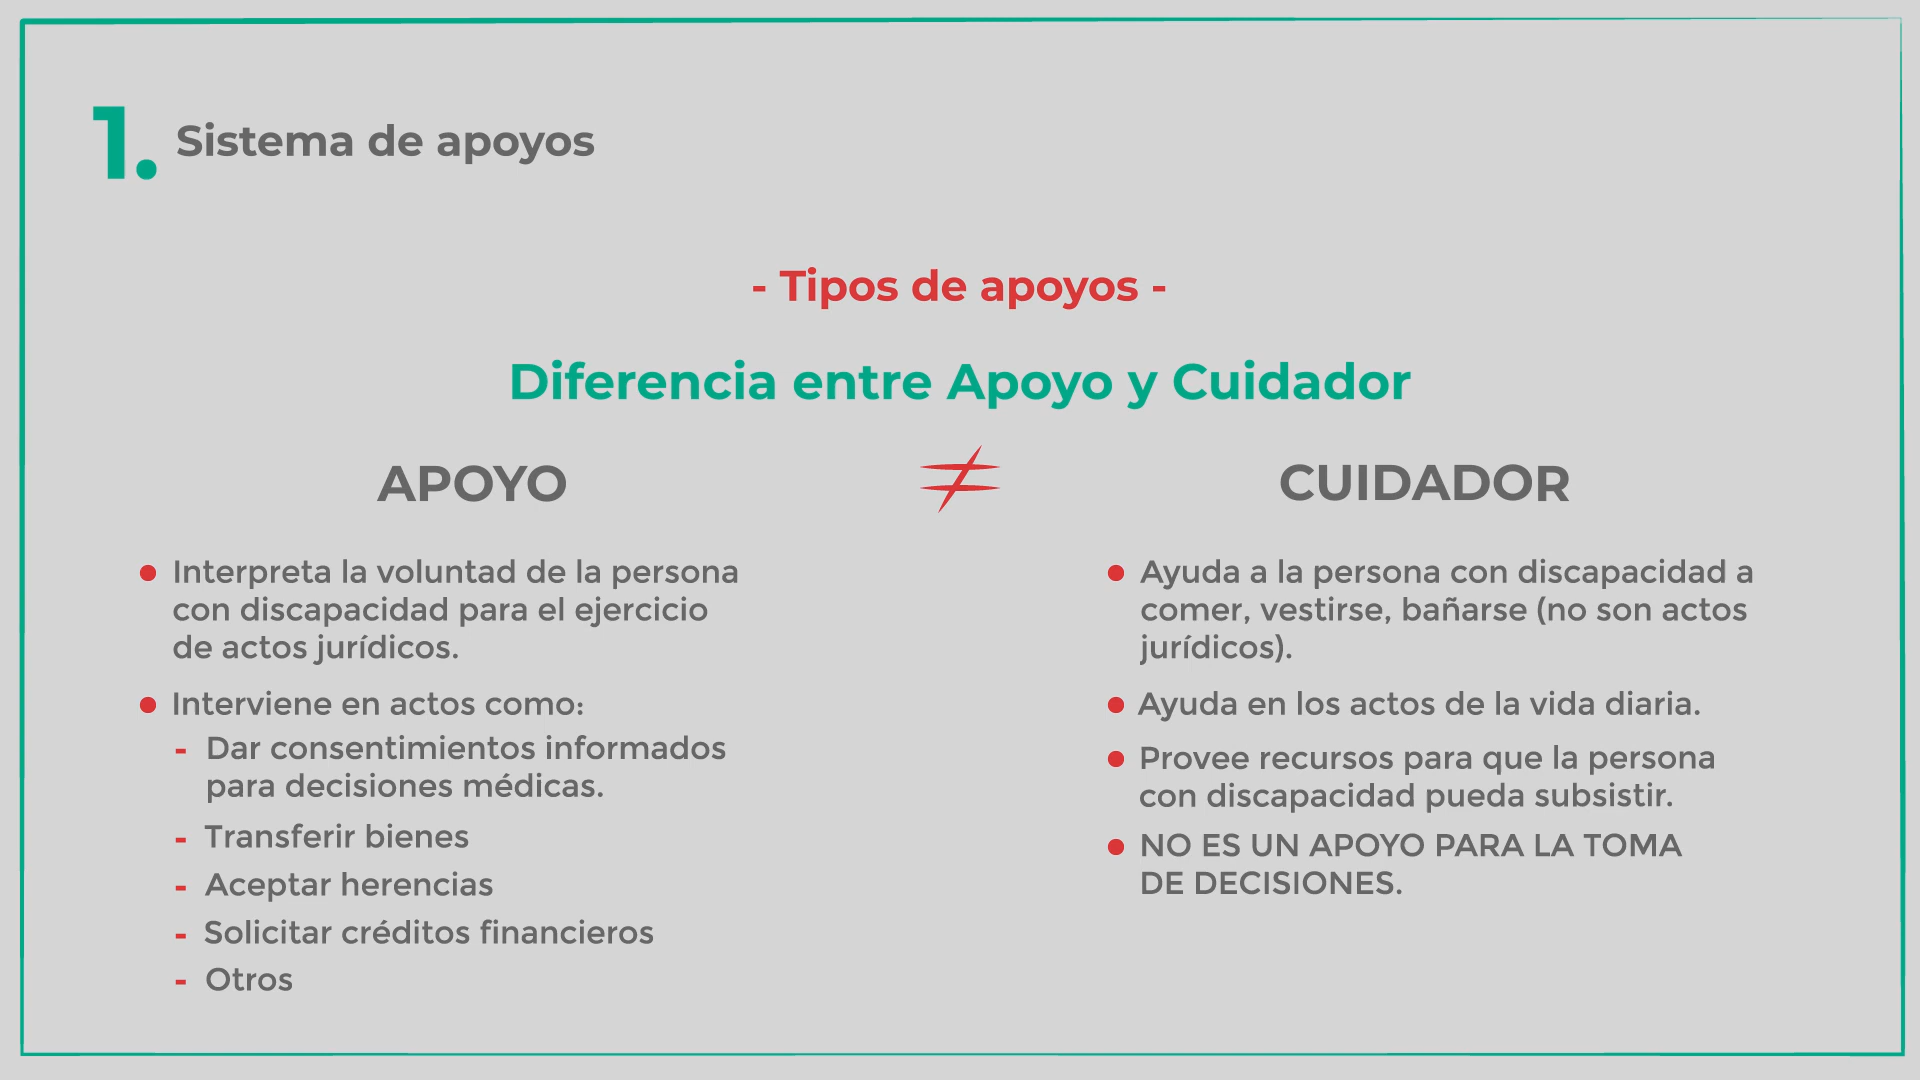 1. Sistema de apoyos
- Tipos de apoyos -
Diferencia entre Apoyo y Cuidador
APOYO
● Interpreta la voluntad de la persona
con discapacidad para el ejercicio
de actos jurídicos.
● Interviene en actos como:
- Dar consentimientos informados
para decisiones médicas.
- Transferir bienes
- Aceptar herencias
- Solicitar créditos financieros
- Otros
≠
CUIDADOR
● Ayuda a la persona con discapacidad a
comer, vestirse, bañarse (no son actos
jurídicos).
● Ayuda en los actos de la vida diaria.
● Provee recursos para que la persona
con discapacidad pueda subsistir.
● NO ES UN APOYO PARA LA TOMA
DE DECISIONES.